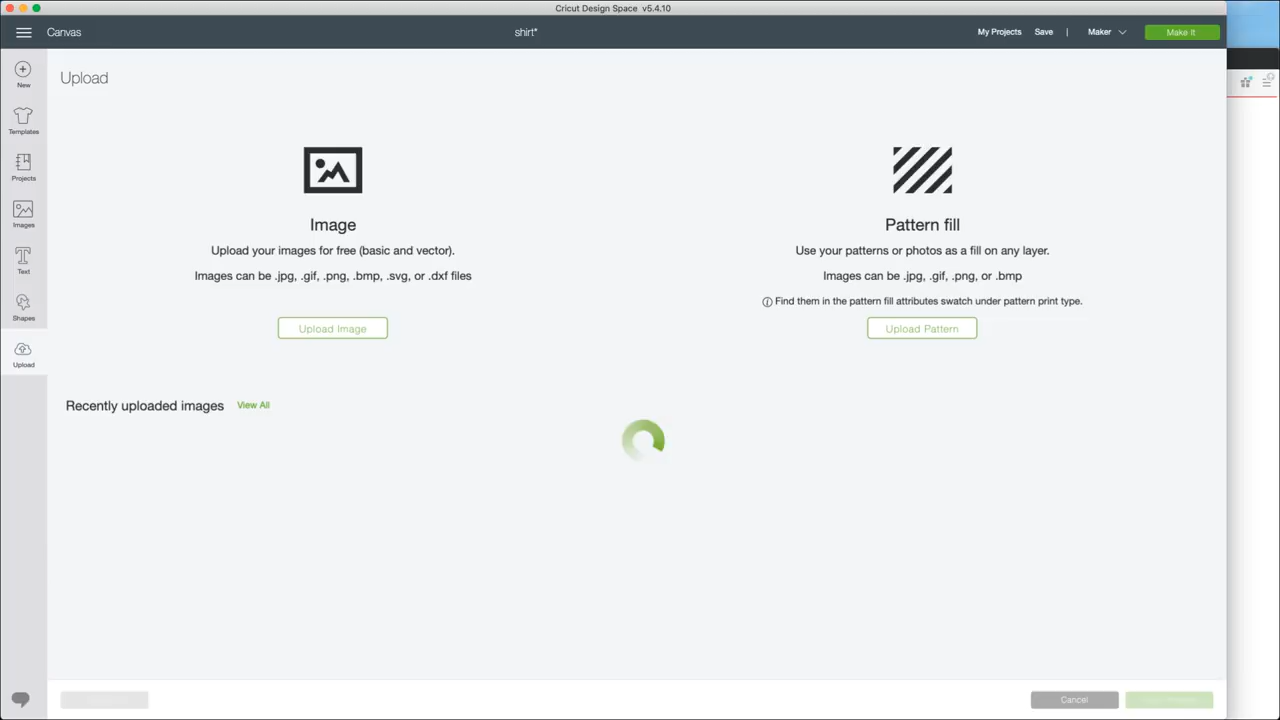 Cricut Design Space v5.4.10
Canvas
shirt*
My Projects
Save
|
Maker
Make It
New
Templates
Projects
Images
Text
Shapes
Upload
Upload
Image
Upload your images for free (basic and vector).
Images can be .jpg, .gif, .png, .bmp, .svg, or .dxf files
Upload Image
Pattern fill
Use your patterns or photos as a fill on any layer.
Images can be .jpg, .gif, .png, or .bmp
Find them in the pattern fill attributes swatch under pattern print type.
Upload Pattern
Recently uploaded images
View All
Cancel